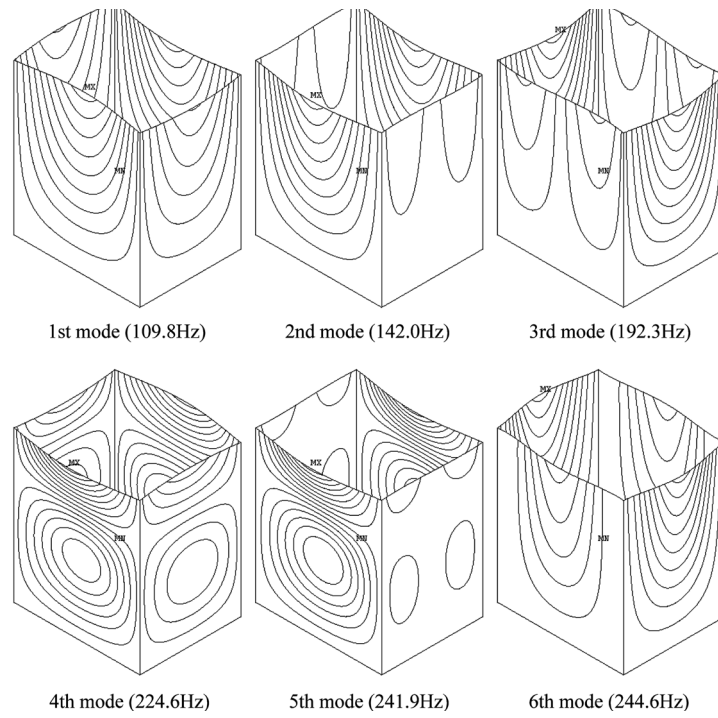 MX
MN
MX
MN
MX
MN
1st mode (109.8Hz)
2nd mode (142.0Hz)
3rd mode (192.3Hz)
MX
MN
MX
MN
MX
MN
4th mode (224.6Hz)
5th mode (241.9Hz)
6th mode (244.6Hz)